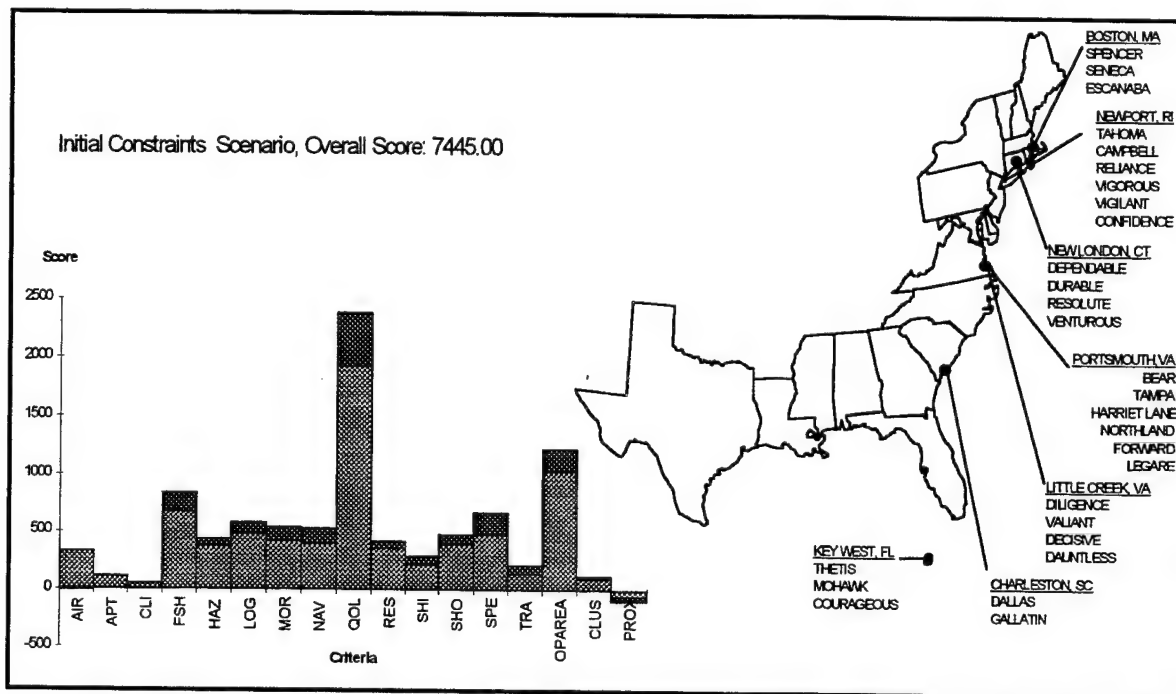 Initial Constraints Scenario, Overall Score: 7445.00
Score
2500
2000
1500
1000
500
0
-500
AIR
APT
CLI
FSH
HAZ
LOG
MOR
NAV
QOL
RES
SHI
SHO
SPE
TRA
OPAREA
CLUS
PROX
Criteria
BOSTON, MA
SPENCER
SENECA
ESCANABA
NEWPORT, RI
TAHOMA
CAMPBELL
RELIANCE
VIGOROUS
VIGILANT
CONFIDENCE
NEW LONDON, CT
DEPENDABLE
DURABLE
RESOLUTE
VENTUROUS
PORTSMOUTH, VA
BEAR
TAMPA
HARRIET LANE
NORTHLAND
FORWARD
LEGARE
LITTLE CREEK, VA
DILIGENCE
VALIANT
DECISIVE
DAUNTLESS
KEY WEST, FL
THETIS
MOHAWK
COURAGEOUS
CHARLESTON, SC
DALLAS
GALLATIN